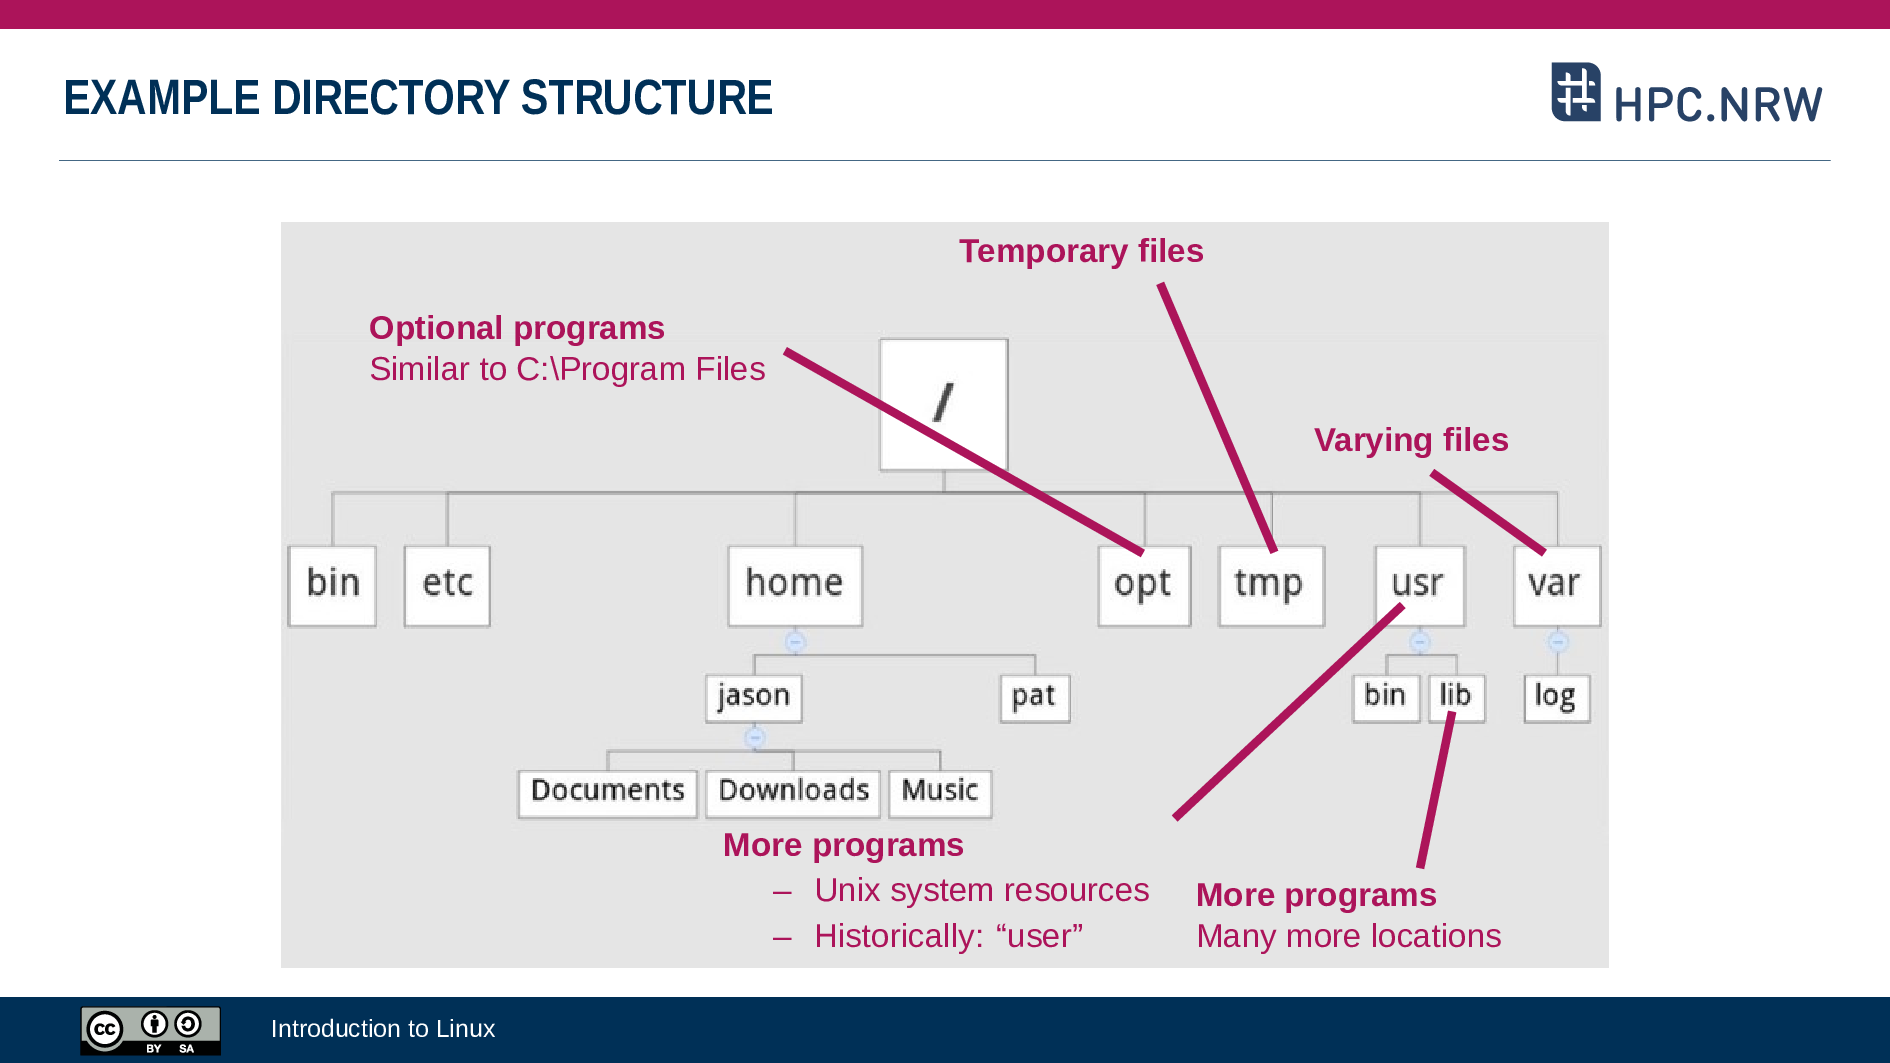 EXAMPLE DIRECTORY STRUCTURE
HPC.NRW
Temporary files
Optional programs
Similar to C:\Program Files
/
Varying files
bin etc home opt tmp usr var
jason pat bin lib log
Documents Downloads Music
More programs
– Unix system resources
– Historically: “user”
More programs
Many more locations
cc BY SA
Introduction to Linux